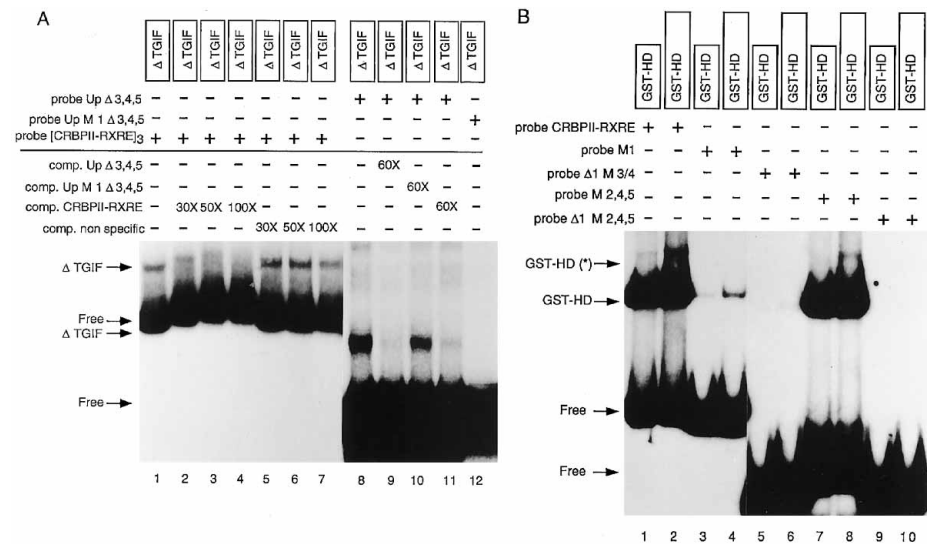 A
Δ TGIF Δ TGIF Δ TGIF Δ TGIF Δ TGIF Δ TGIF Δ TGIF Δ TGIF Δ TGIF Δ TGIF Δ TGIF Δ TGIF
probe Up Δ 3,4,5 – – – – – – – + + + + –
probe Up M 1 Δ 3,4,5 – – – – – – – – – – – +
probe [CRBPII-RXRE]3 + + + + + + + – – – – –
comp. Up Δ 3,4,5 – – – – – – – – 60X – – –
comp. Up M 1 Δ 3,4,5 – – – – – – – – – 60X – –
comp. CRBPII-RXRE – 30X 50X 100X – – – – – – 60X –
comp. non specific – – – – 30X 50X 100X – – – – –
Δ TGIF
Free
Δ TGIF
Free
1 2 3 4 5 6 7 8 9 10 11 12
B
GST-HD GST-HD GST-HD GST-HD GST-HD GST-HD GST-HD GST-HD GST-HD GST-HD
probe CRBPII-RXRE + + – – – – – – – –
probe M1 – – + + – – – – – –
probe Δ1 M 3/4 – – – – + + – – – –
probe M 2,4,5 – – – – – – + + – –
probe Δ1 M 2,4,5 – – – – – – – – + +
GST-HD (*)
GST-HD
Free
Free
1 2 3 4 5 6 7 8 9 10